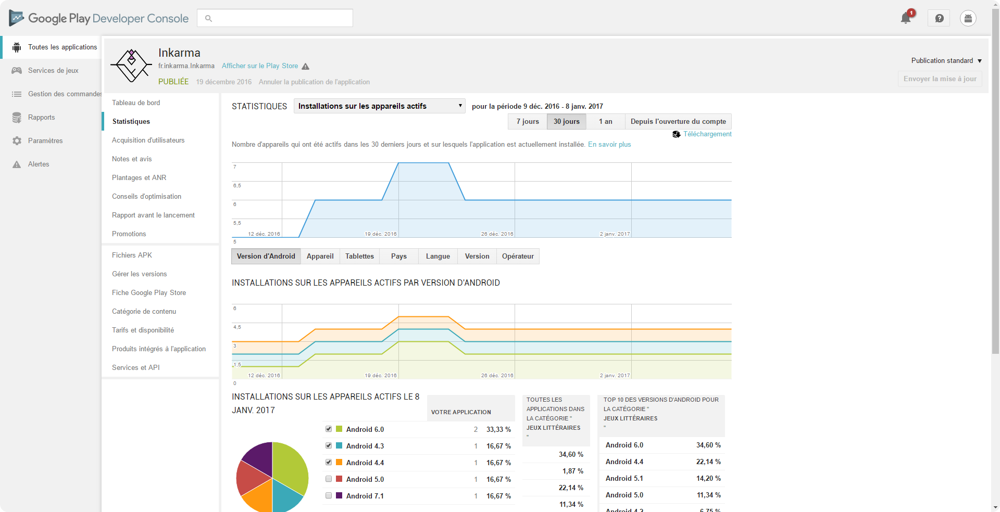 Google Play Developer Console
1
Toutes les applications
Services de jeux
Gestion des commandes
Rapports
Paramètres
Alertes
Inkarma
fr.inkarma.Inkarma Afficher sur le Play Store
PUBLIÉE 19 décembre 2016 Annuler la publication de l'application
Publication standard
Envoyer la mise à jour
Tableau de bord
Statistiques
Acquisition d'utilisateurs
Notes et avis
Plantages et ANR
Conseils d'optimisation
Rapport avant le lancement
Promotions
Fichiers APK
Gérer les versions
Fiche Google Play Store
Catégorie de contenu
Tarifs et disponibilité
Produits intégrés à l'application
Services et API
STATISTIQUES Installations sur les appareils actifs pour la période 9 déc. 2016 - 8 janv. 2017
7 jours 30 jours 1 an Depuis l'ouverture du compte
Téléchargement
Nombre d'appareils qui ont été actifs dans les 30 derniers jours et sur lesquels l'application est actuellement installée. En savoir plus
7
6,5
6
5,5
12 déc. 2016 19 déc. 2016 26 déc. 2016 2 janv. 2017
5
Version d'Android Appareil Tablettes Pays Langue Version Opérateur
INSTALLATIONS SUR LES APPAREILS ACTIFS PAR VERSION D'ANDROID
6
4,5
3
1,5
12 déc. 2016 19 déc. 2016 26 déc. 2016 2 janv. 2017
0
INSTALLATIONS SUR LES APPAREILS ACTIFS LE 8
JANV. 2017
VOTRE APPLICATION
Android 6.0 2 33,33 %
Android 4.3 1 16,67 %
Android 4.4 1 16,67 %
Android 5.0 1 16,67 %
Android 7.1 1 16,67 %
TOUTES LES
APPLICATIONS DANS
LA CATÉGORIE "
JEUX LITTÉRAIRES
"
34,60 %
1,87 %
22,14 %
11,34 %
TOP 10 DES VERSIONS D'ANDROID POUR
LA CATÉGORIE "
JEUX LITTÉRAIRES
"
Android 6.0 34,60 %
Android 4.4 22,14 %
Android 5.1 14,20 %
Android 5.0 11,34 %